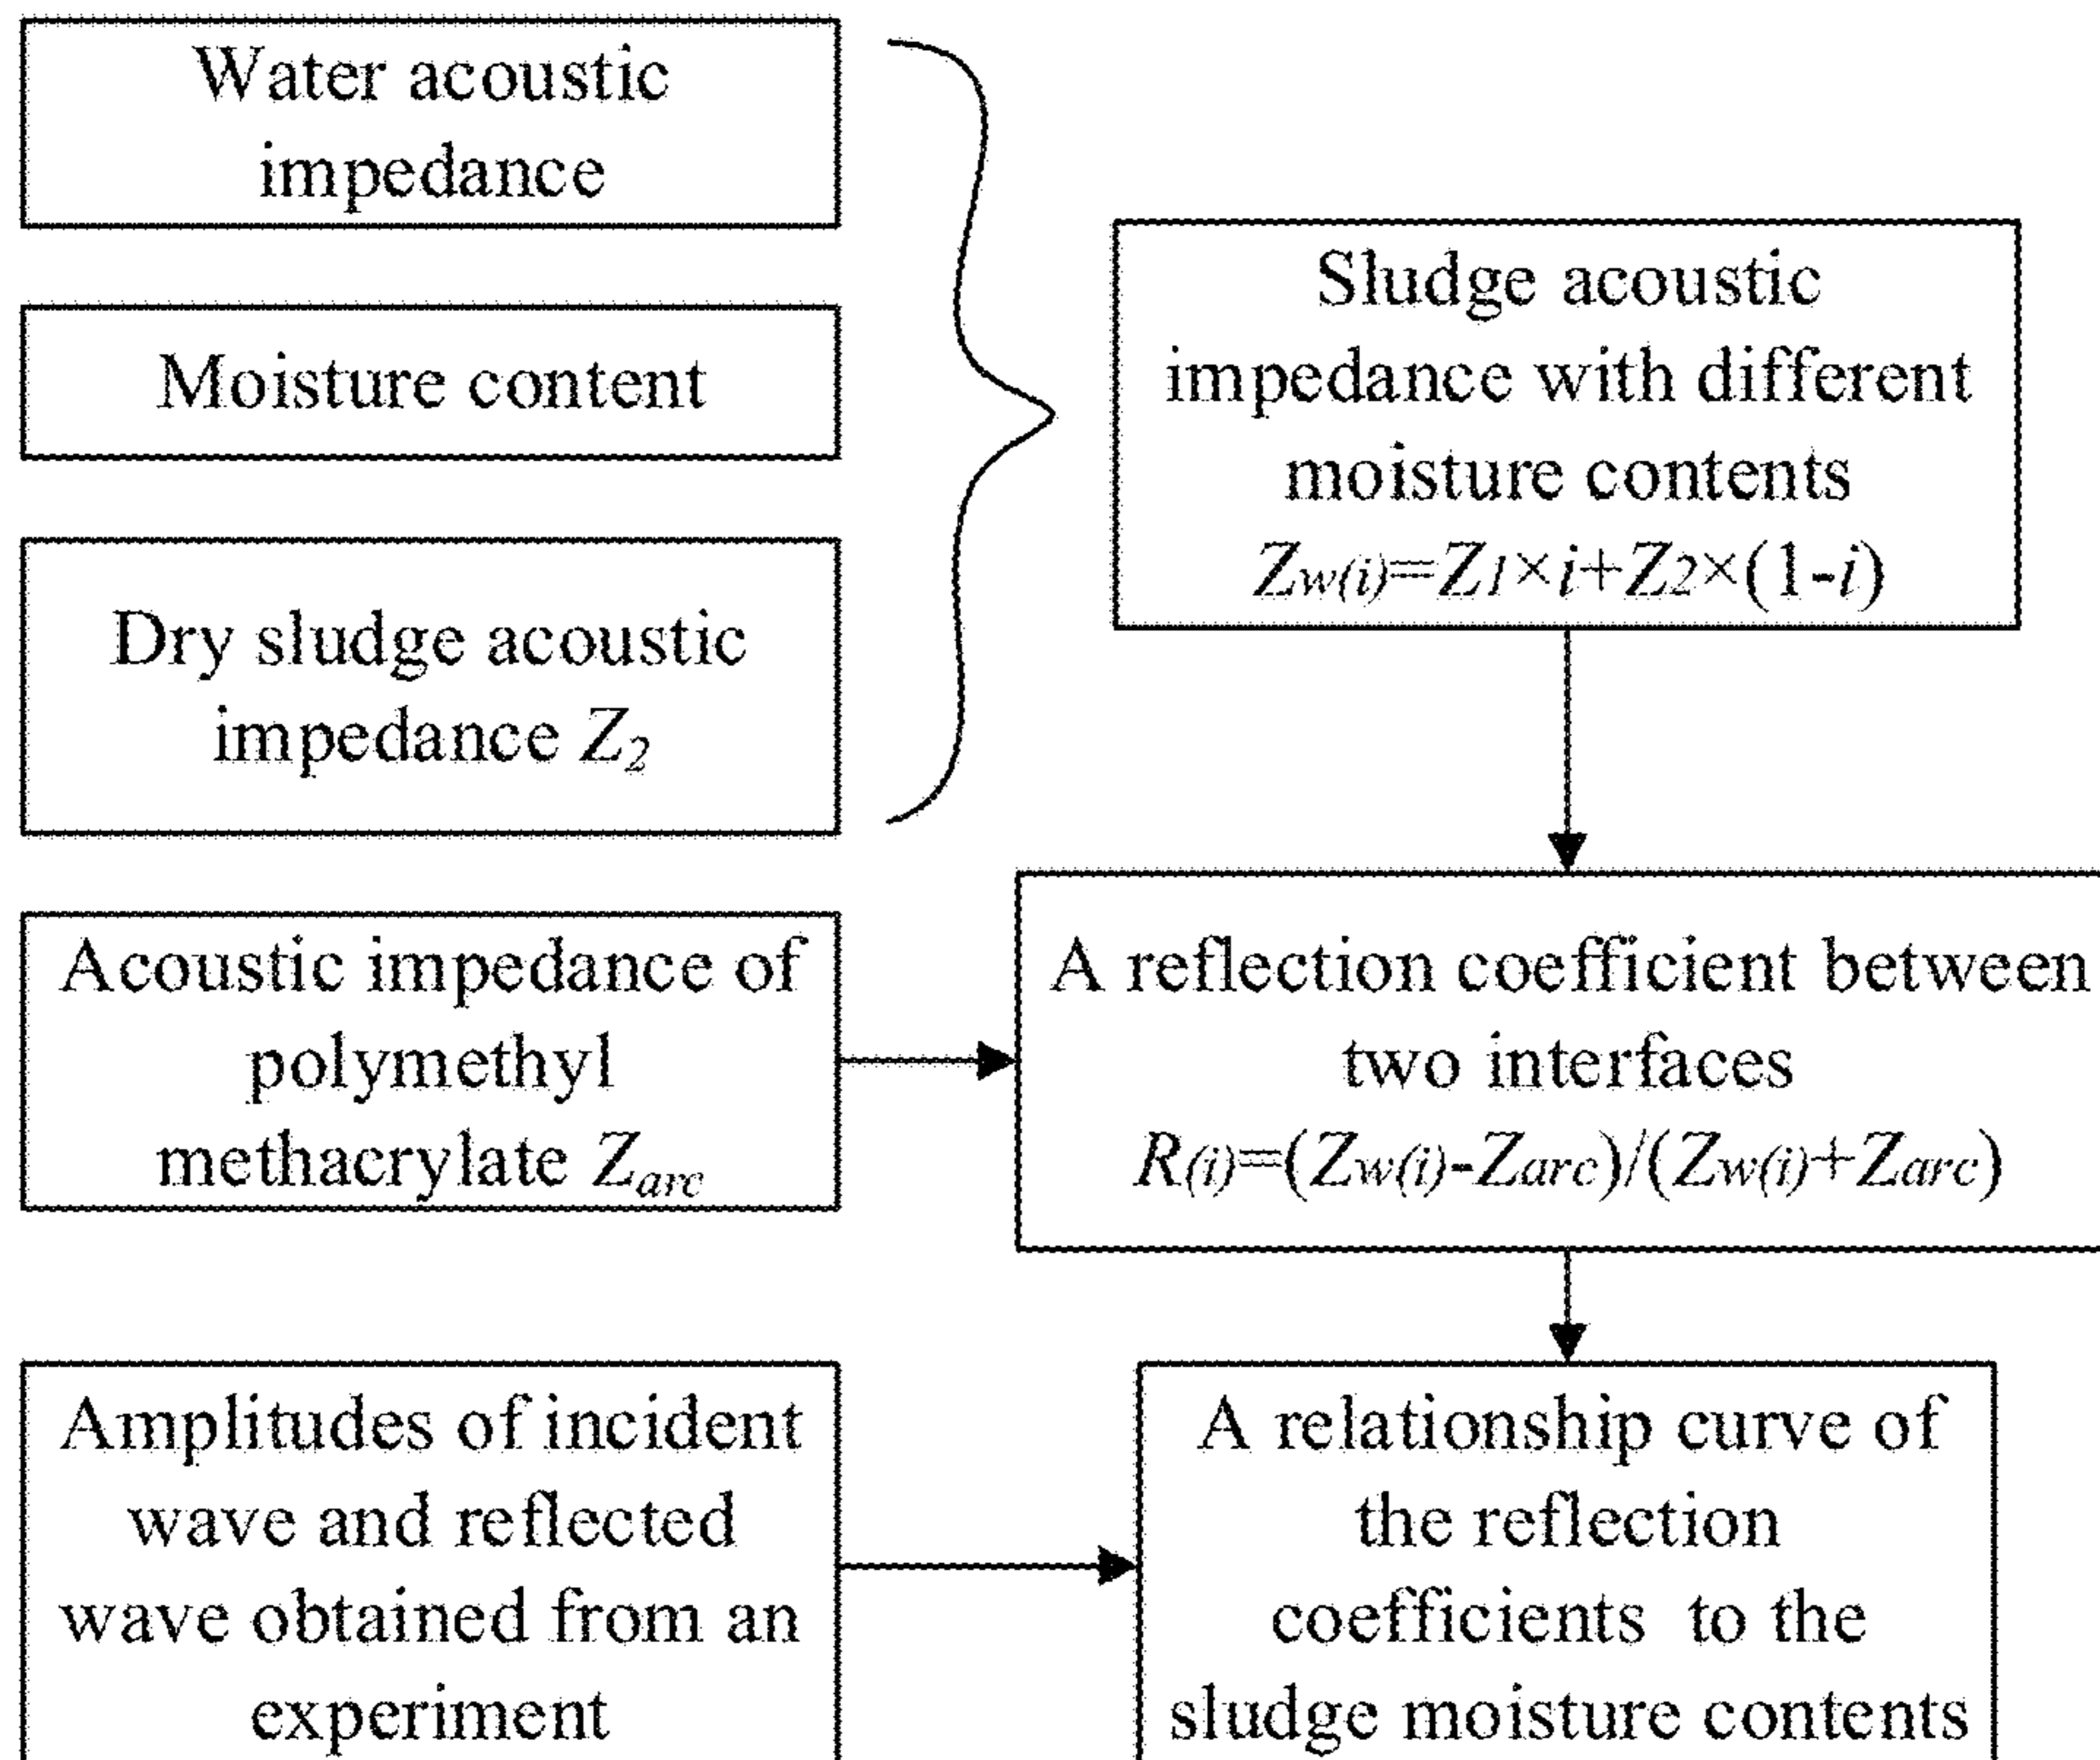 Water acoustic
impedance
Moisture content
Dry sludge acoustic
impedance Z2
Sludge acoustic
impedance with different
moisture contents
Zw(i)=Z1×i+Z2×(1-i)
Acoustic impedance of
polymethyl
methacrylate Zarc
A reflection coefficient between
two interfaces
R(i)=(Zw(i)-Zarc)/(Zw(i)+Zarc)
Amplitudes of incident
wave and reflected
wave obtained from an
experiment
A relationship curve of
the reflection
coefficients to the
sludge moisture contents